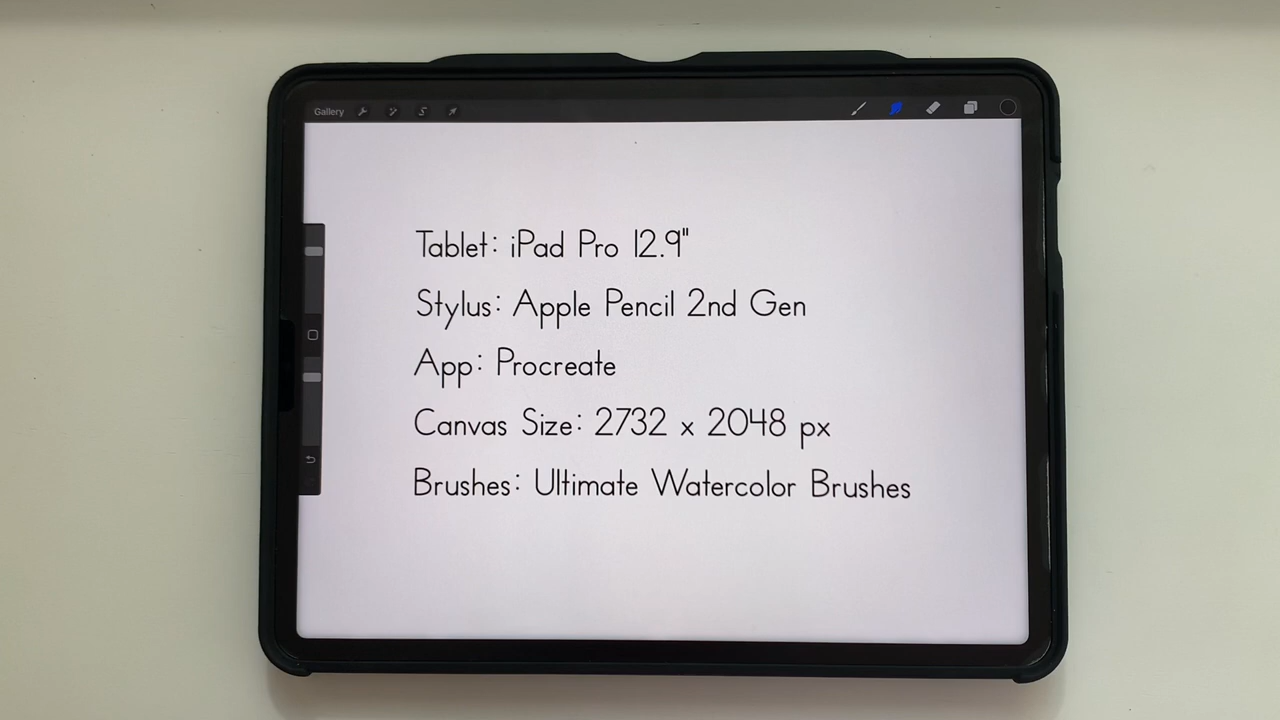 Gallery
Tablet: iPad Pro 12.9"
Stylus: Apple Pencil 2nd Gen
App: Procreate
Canvas Size: 2732 x 2048 px
Brushes: Ultimate Watercolor Brushes